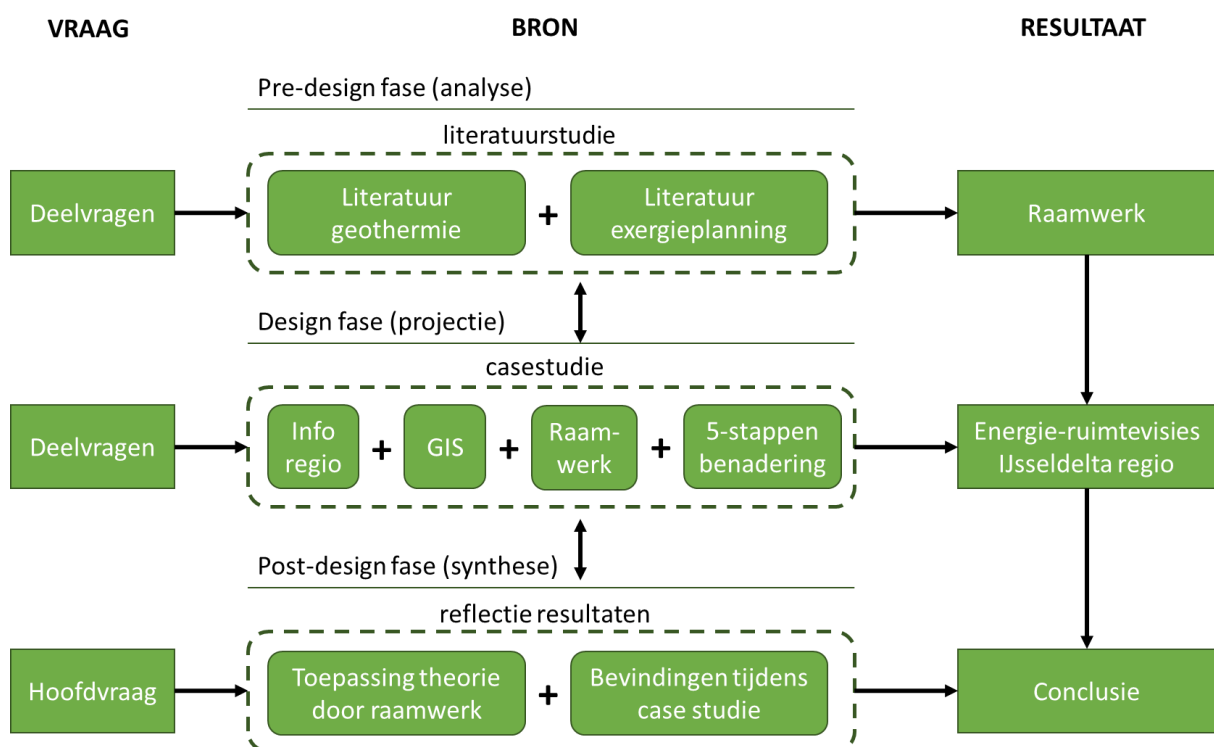 VRAAG
BRON
RESULTAAT
Pre-design fase (analyse)
literatuurstudie
Deelvragen
Literatuur
geothermie
+
Literatuur
exergieplanning
Raamwerk
Design fase (projectie)
casestudie
Deelvragen
Info
regio
+
GIS
+
Raam-
werk
+
5-stappen
benadering
Energie-ruimtevisies
IJsseldelta regio
Post-design fase (synthese)
reflectie resultaten
Hoofdvraag
Toepassing theorie
door raamwerk
+
Bevindingen tijdens
case studie
Conclusie